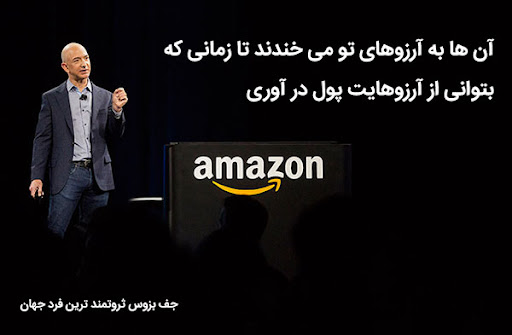 آن ها به آرزوهای تو می خندند تا زمانی که
بتوانی از آرزوهایت پول در آوری
amazon
جف بزوس ثروتمند ترین فرد جهان